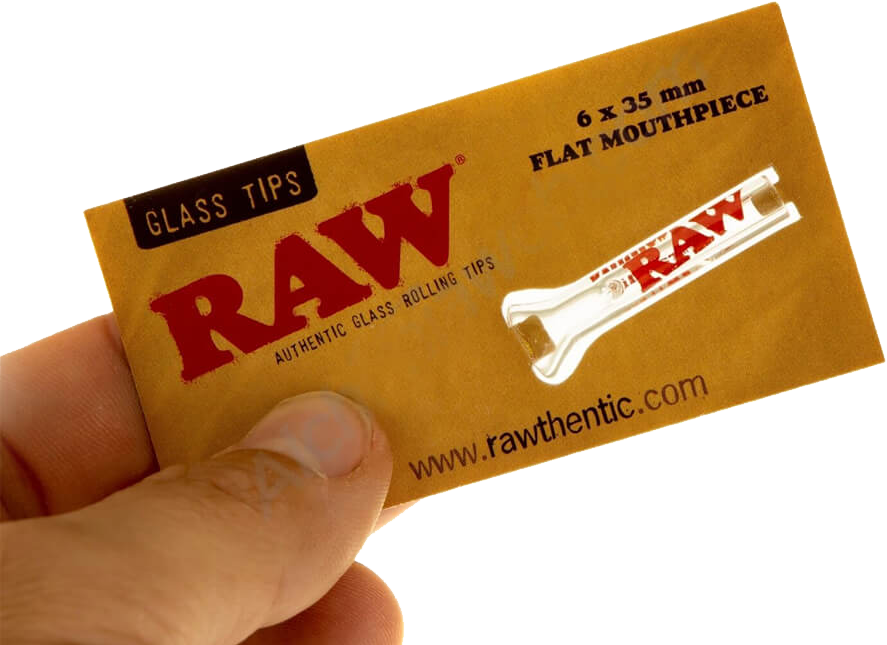 GLASS TIPS
RAW®
AUTHENTIC GLASS ROLLING TIPS
6 x 35 mm
FLAT MOUTHPIECE
RAW
www.rawthentic.com